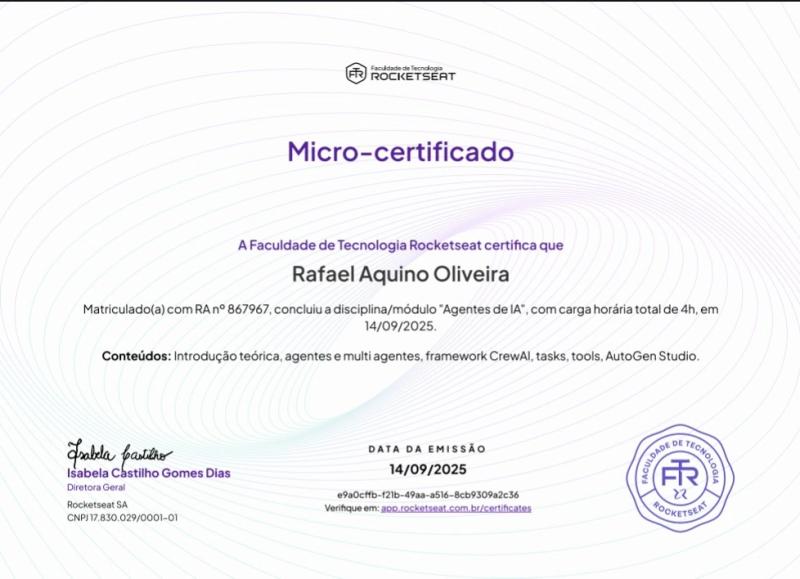 Faculdade de Tecnologia
ROCKETSEAT
Micro-certificado
A Faculdade de Tecnologia Rocketseat certifica que
Rafael Aquino Oliveira
Matriculado(a) com RA nº 867967, concluiu a disciplina/módulo "Agentes de IA", com carga horária total de 4h, em
14/09/2025.
Conteúdos: Introdução teórica, agentes e multi agentes, framework CrewAI, tasks, tools, AutoGen Studio.
Isabela Castilho
Isabela Castilho Gomes Dias
Diretora Geral
Rocketseat SA
CNPJ 17.830.029/0001-01
DATA DA EMISSÃO
14/09/2025
e9a0cffb-f21b-49aa-a516-8cb9309a2c36
Verifique em: app.rocketseat.com.br/certificates
FACULDADE DE TECNOLOGIA
FTR
ROCKETSEAT